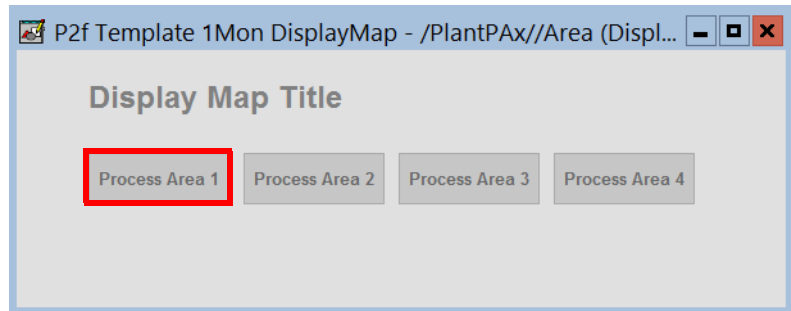 P2f Template 1Mon DisplayMap - /PlantPAx//Area (Displ...
Display Map Title
Process Area 1 Process Area 2 Process Area 3 Process Area 4